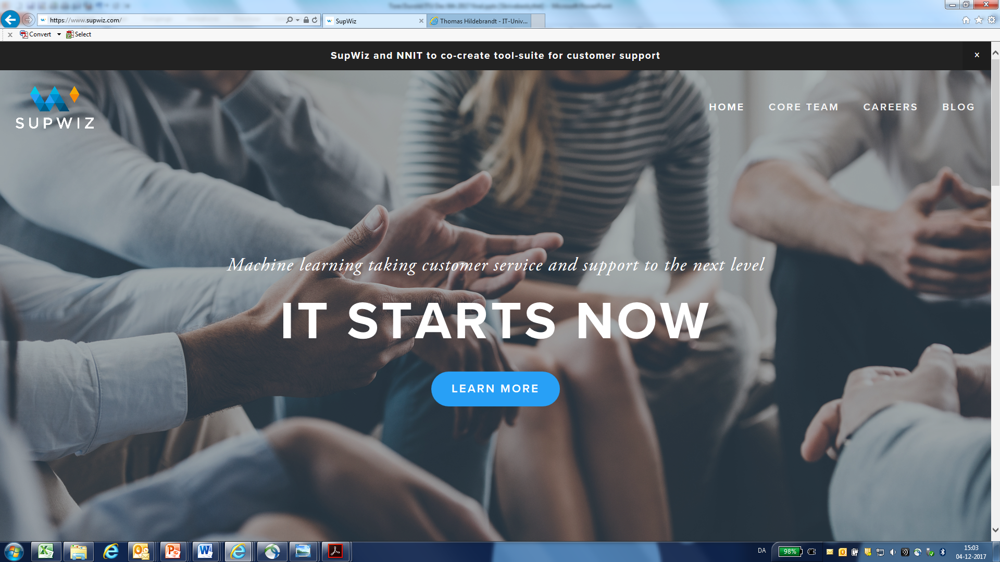 https://www.supwiz.com/
SupWiz
Thomas Hildebrandt - IT-Univ...
Convert
Select
SupWiz and NNIT to co-create tool-suite for customer support
SUPWIZ
HOME
CORE TEAM
CAREERS
BLOG
Machine learning taking customer service and support to the next level
IT STARTS NOW
LEARN MORE
DA
98%
15:03
04-12-2017